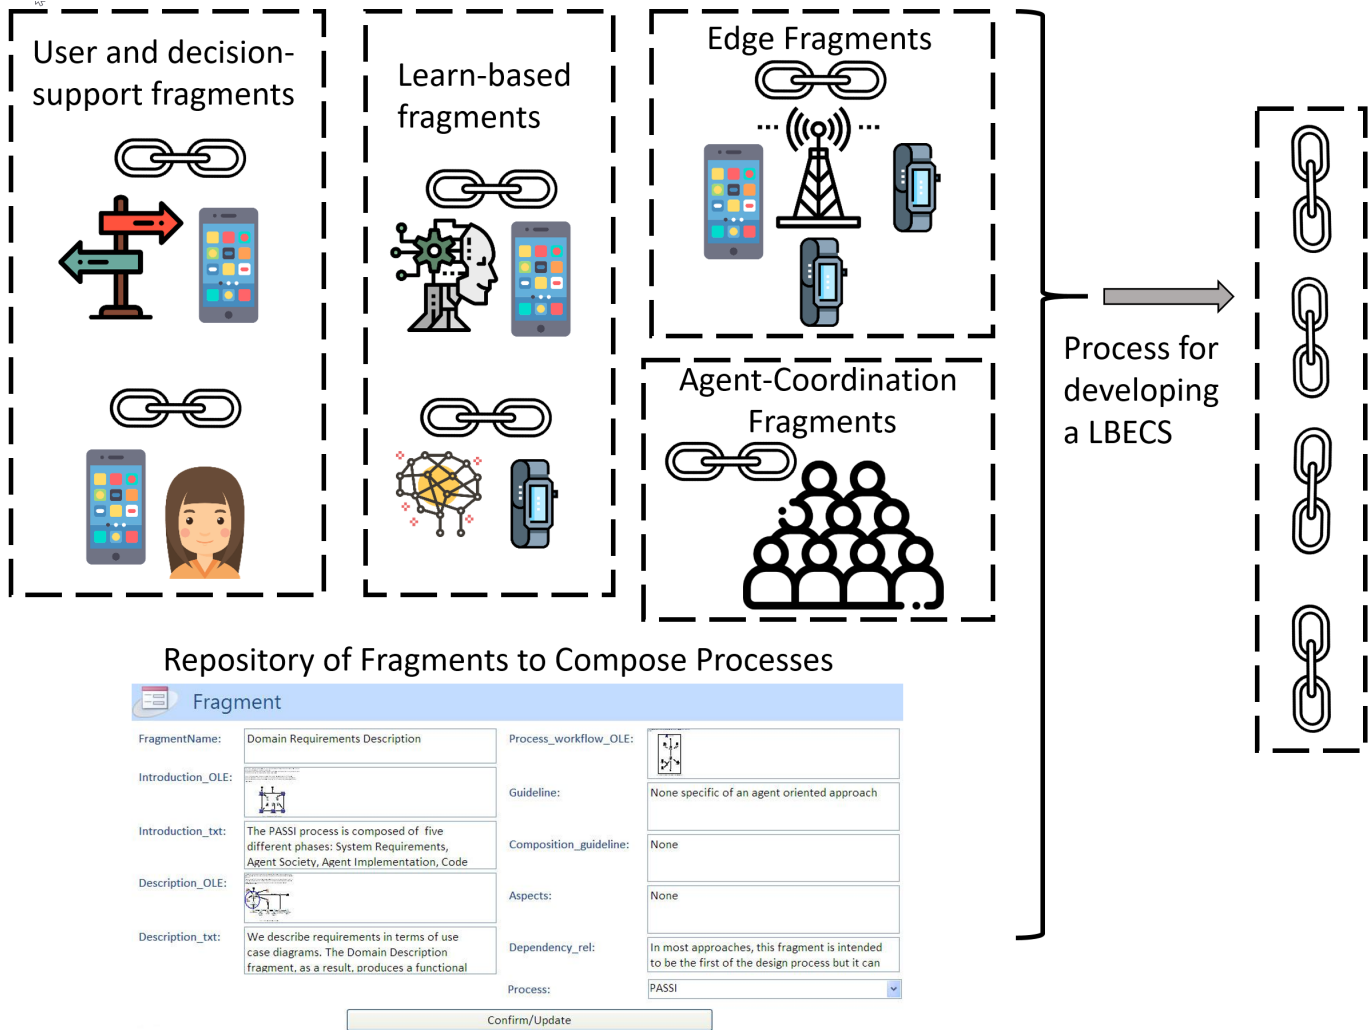 User and decision-
support fragments
Learn-based
fragments
Edge Fragments
Agent-Coordination
Fragments
Process for
developing
a LBECS
Repository of Fragments to Compose Processes
Fragment
FragmentName:
Domain Requirements Description
Introduction_OLE:
Introduction_txt:
The PASSI process is composed of five
different phases: System Requirements,
Agent Society, Agent Implementation, Code
Description_OLE:
Description_txt:
We describe requirements in terms of use
case diagrams. The Domain Description
fragment, as a result, produces a functional
Process_workflow_OLE:
Guideline:
None specific of an agent oriented approach
Composition_guideline:
None
Aspects:
None
Dependency_rel:
In most approaches, this fragment is intended
to be the first of the design process but it can
Process:
PASSI
Confirm/Update